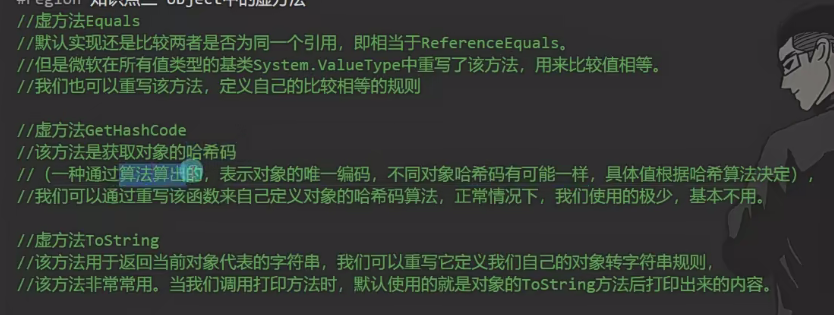 #region 知识点三 object中的虚方法
//虚方法Equals
//默认实现还是比较两者是否为同一个引用，即相当于ReferenceEquals。
//但是微软在所有值类型的基类System.ValueType中重写了该方法，用来比较值相等。
//我们也可以重写该方法，定义自己的比较相等的规则
//虚方法GetHashCode
//该方法是获取对象的哈希码
//（一种通过算法算出的，表示对象的唯一编码，不同对象哈希码有可能一样，具体值根据哈希算法决定），
//我们可以通过重写该函数来自己定义对象的哈希码算法，正常情况下，我们使用的极少，基本不用。
//虚方法ToString
//该方法用于返回当前对象代表的字符串，我们可以重写它定义我们自己的对象转字符串规则，
//该方法非常常用。当我们调用打印方法时，默认使用的就是对象的ToString方法后打印出来的内容。